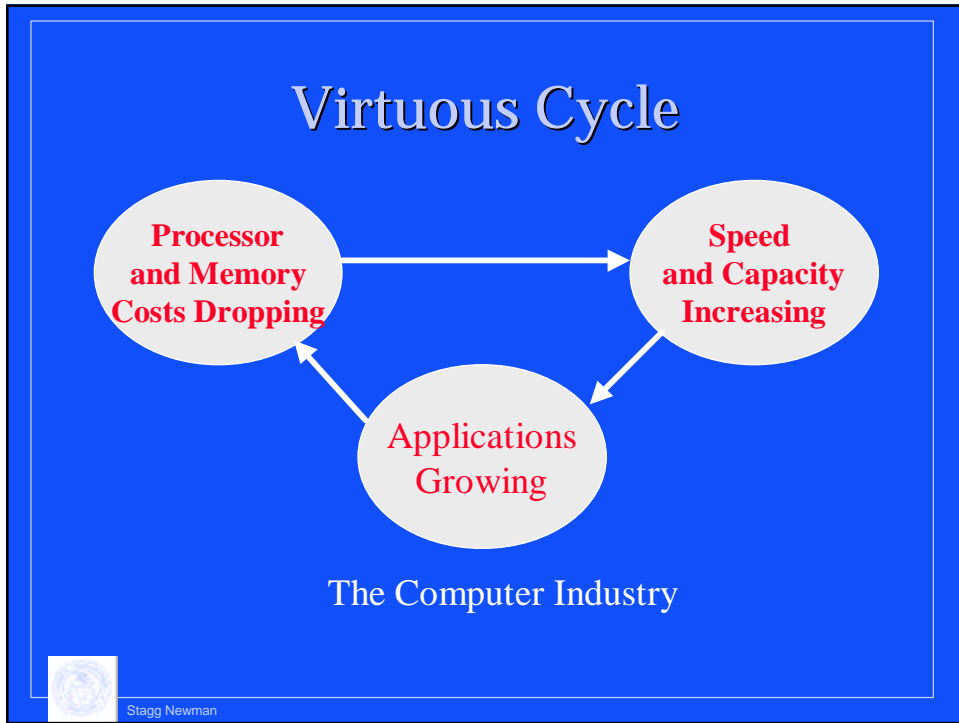 Virtuous Cycle
Processor
and Memory
Costs Dropping
Speed
and Capacity
Increasing
Applications
Growing
The Computer Industry
Stagg Newman